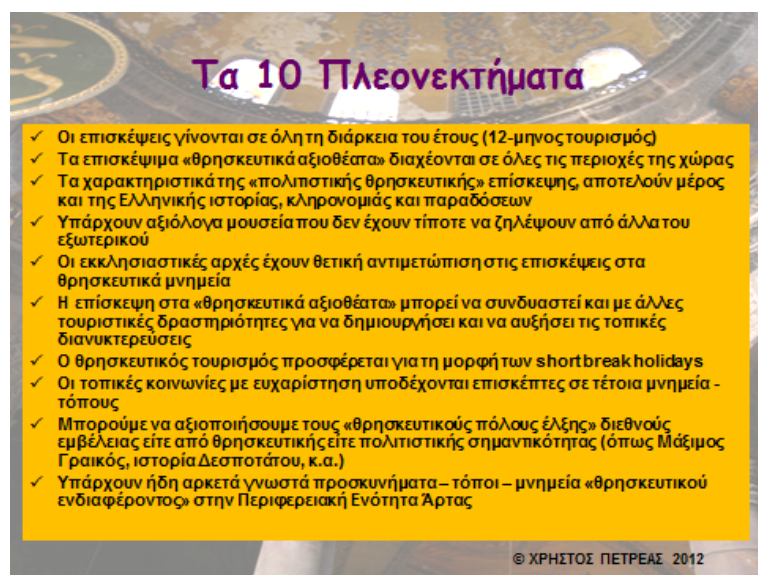 Τα 10 Πλεονεκτήματα
✓ Οι επισκέψεις γίνονται σε όλη τη διάρκεια του έτους (12-μηνος τουρισμός)
✓ Τα επισκέψιμα «θρησκευτικά αξιοθέατα» διαχέονται σε όλες τις περιοχές της χώρας
✓ Τα χαρακτηριστικά της «πολιτιστικής θρησκευτικής» επίσκεψης, αποτελούν μέρος
και της Ελληνικής ιστορίας, κληρονομιάς και παραδόσεων
✓ Υπάρχουν αξιόλογα μουσεία που δεν έχουν τίποτε να ζηλέψουν από άλλα του
εξωτερικού
✓ Οι εκκλησιαστικές αρχές έχουν θετική αντιμετώπιση στις επισκέψεις στα
θρησκευτικά μνημεία
✓ Η επίσκεψη στα «θρησκευτικά αξιοθέατα» μπορεί να συνδυαστεί και με άλλες
τουριστικές δραστηριότητες για να δημιουργήσει και να αυξήσει τις τοπικές
διανυκτερεύσεις
✓ Ο θρησκευτικός τουρισμός προσφέρεται για τη μορφή των short break holidays
✓ Οι τοπικές κοινωνίες με ευχαρίστηση υποδέχονται επισκέπτες σε τέτοια μνημεία -
τόπους
✓ Μπορούμε να αξιοποιήσουμε τους «θρησκευτικούς πόλους έλξης» διεθνούς
εμβέλειας είτε από θρησκευτικής είτε πολιτιστικής σημαντικότητας (όπως Μάξιμος
Γραικός, ιστορία Δεσποτάτου, κ.α.)
✓ Υπάρχουν ήδη αρκετά γνωστά προσκυνήματα – τόποι – μνημεία «θρησκευτικού
ενδιαφέροντος» στην Περιφερειακή Ενότητα Άρτας
© ΧΡΗΣΤΟΣ ΠΕΤΡΕΑΣ 2012